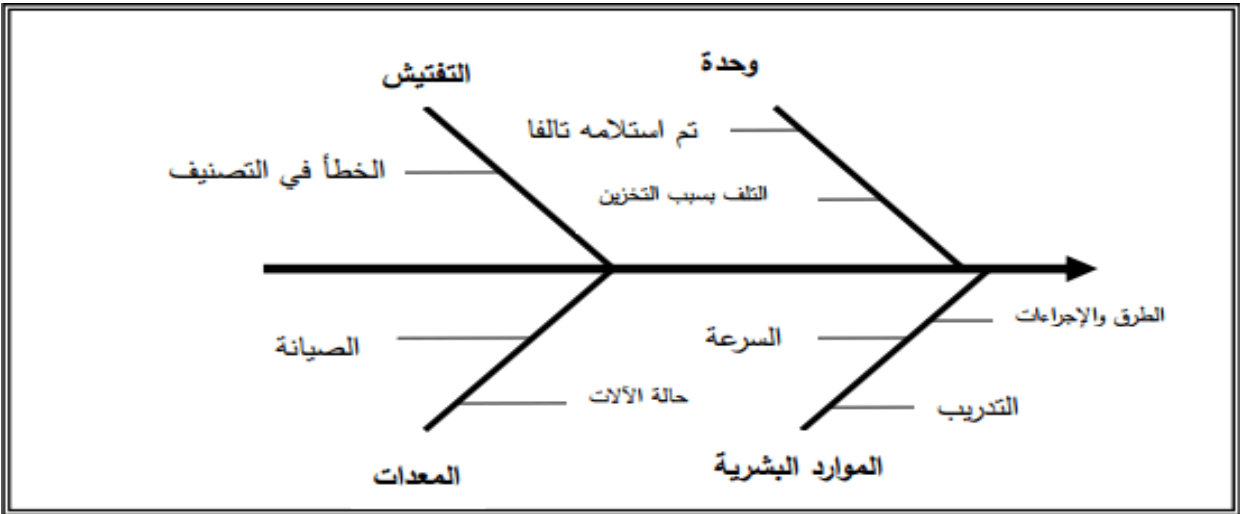 وحدة
التفتيش
تم استلامه تالفا
الخطأ في التصنيف
التلف بسبب التخزين
الطرق والإجراءات
السرعة
الصيانة
حالة الآلات
التدريب
الموارد البشرية
المعدات